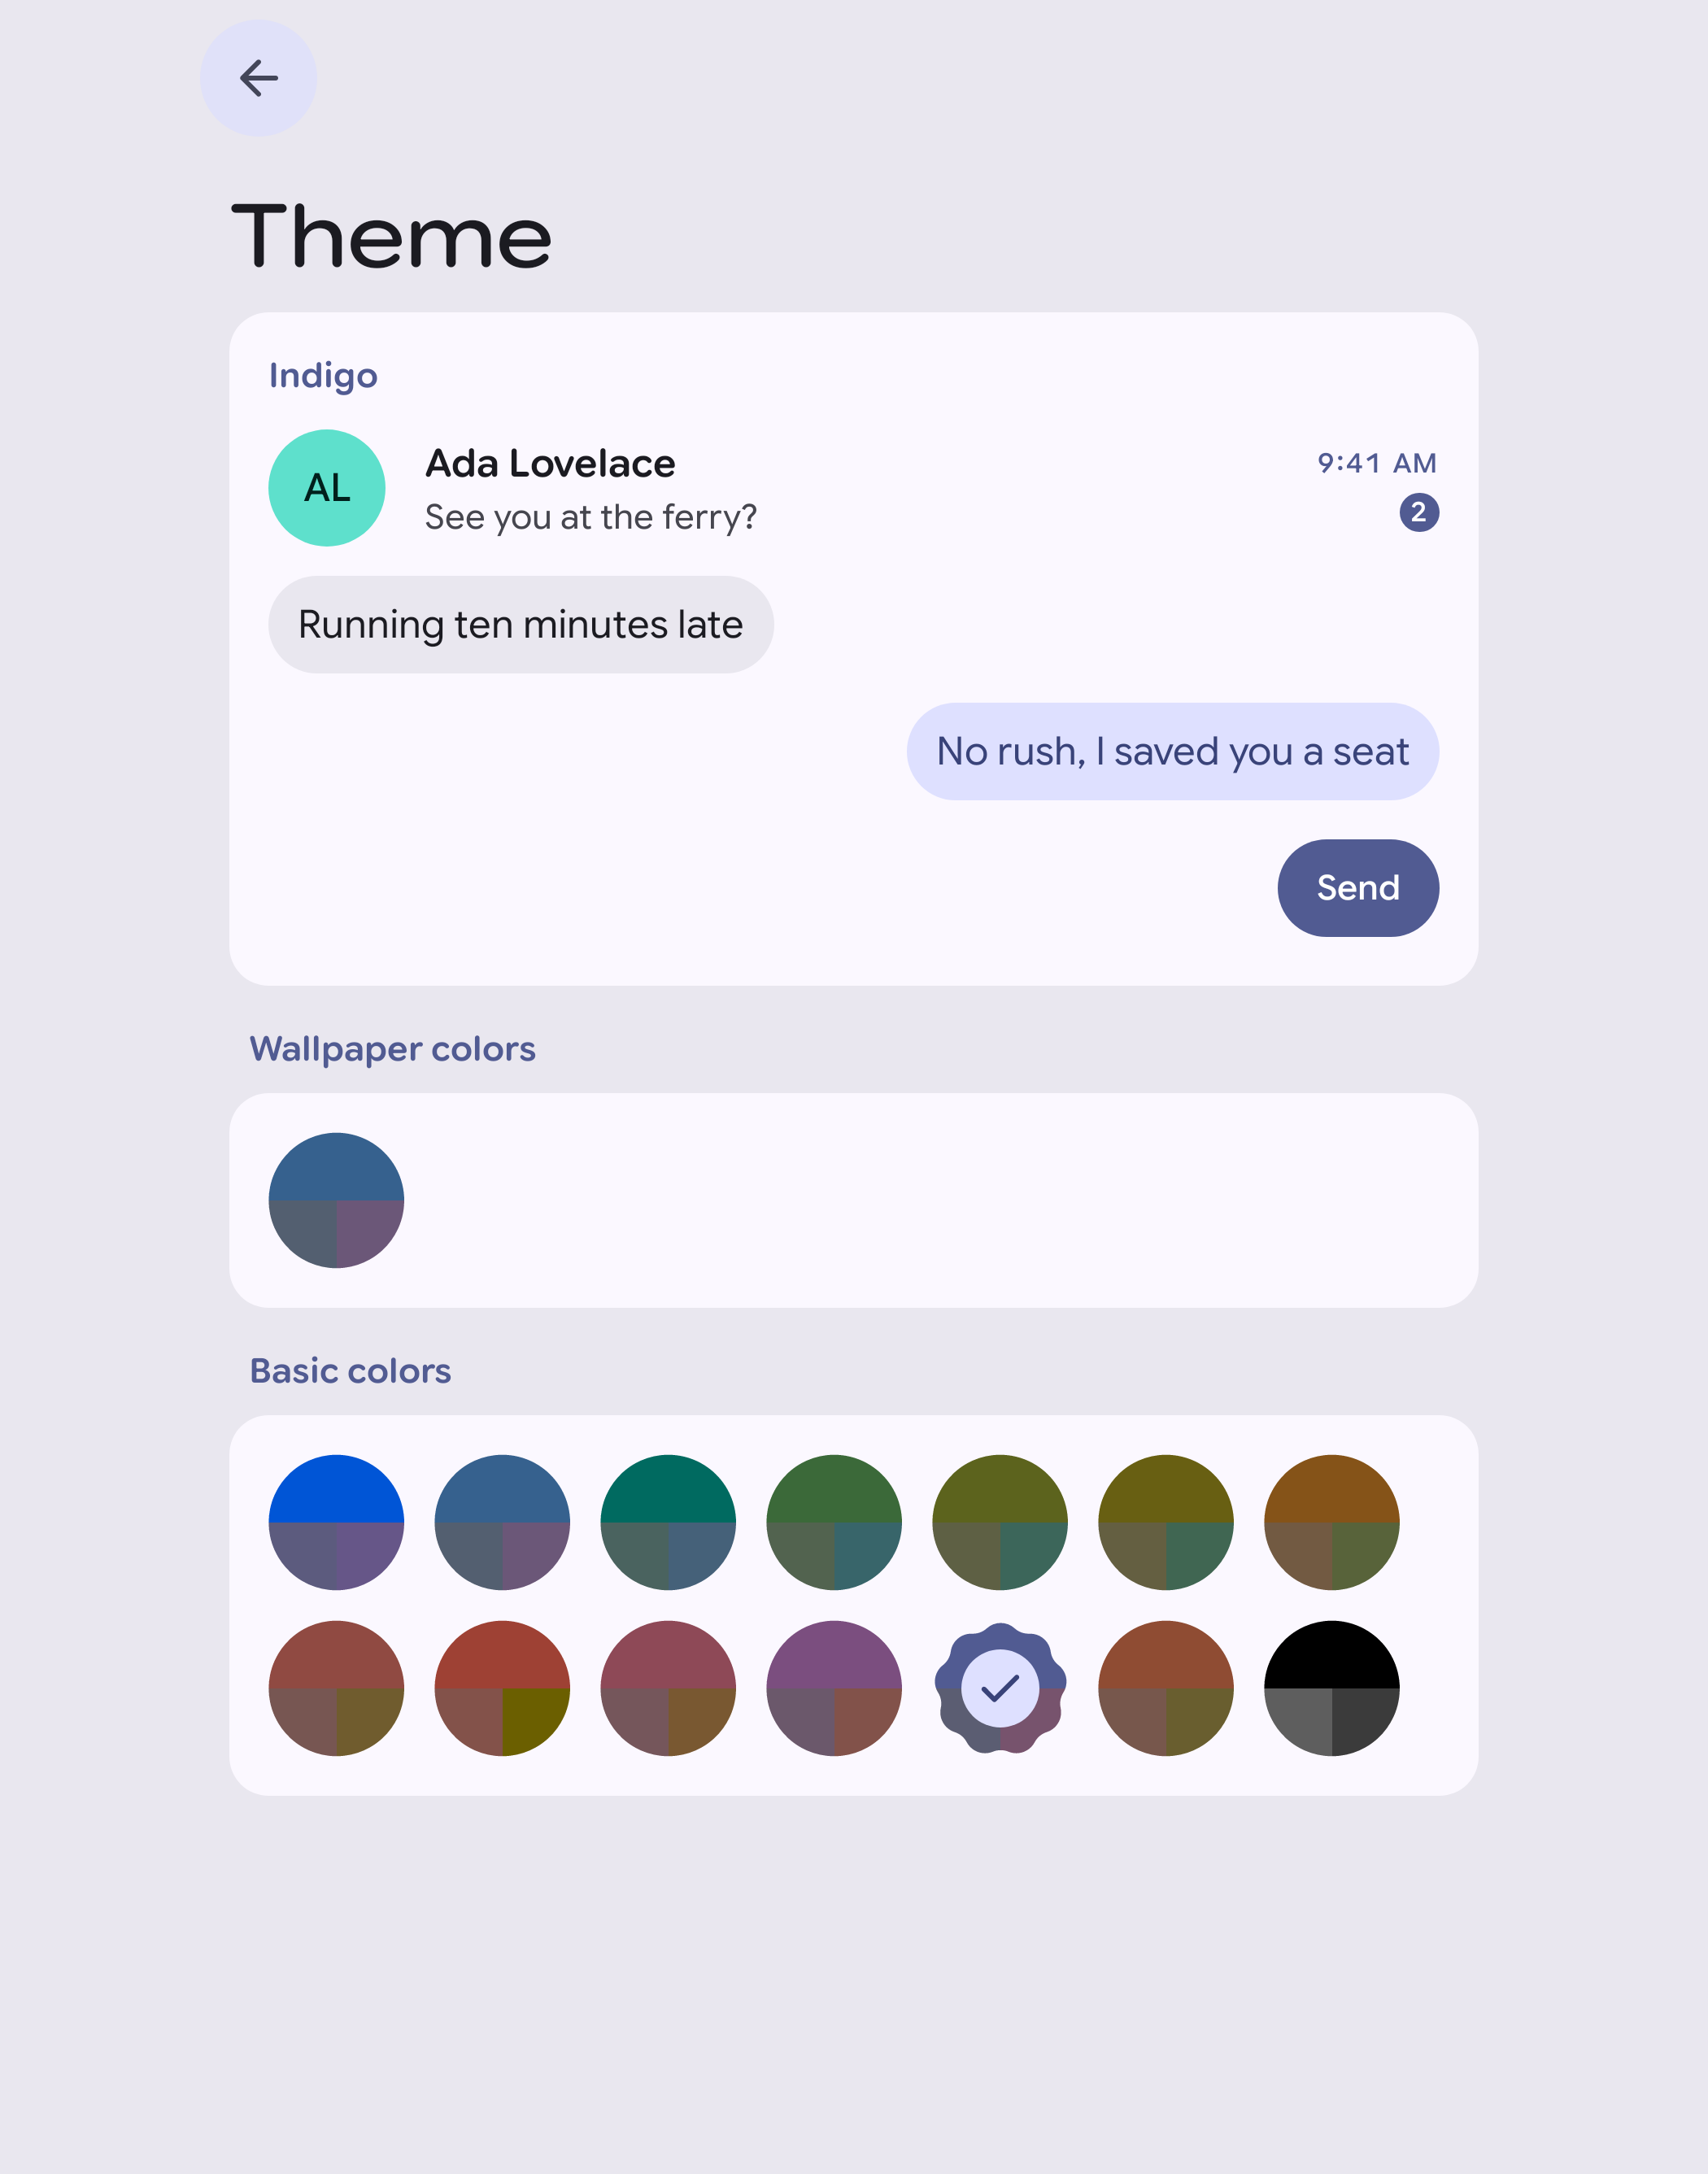 Theme
Indigo
AL
Ada Lovelace
9:41 AM
See you at the ferry?
2
Running ten minutes late
No rush, I saved you a seat
Send
Wallpaper colors
Basic colors